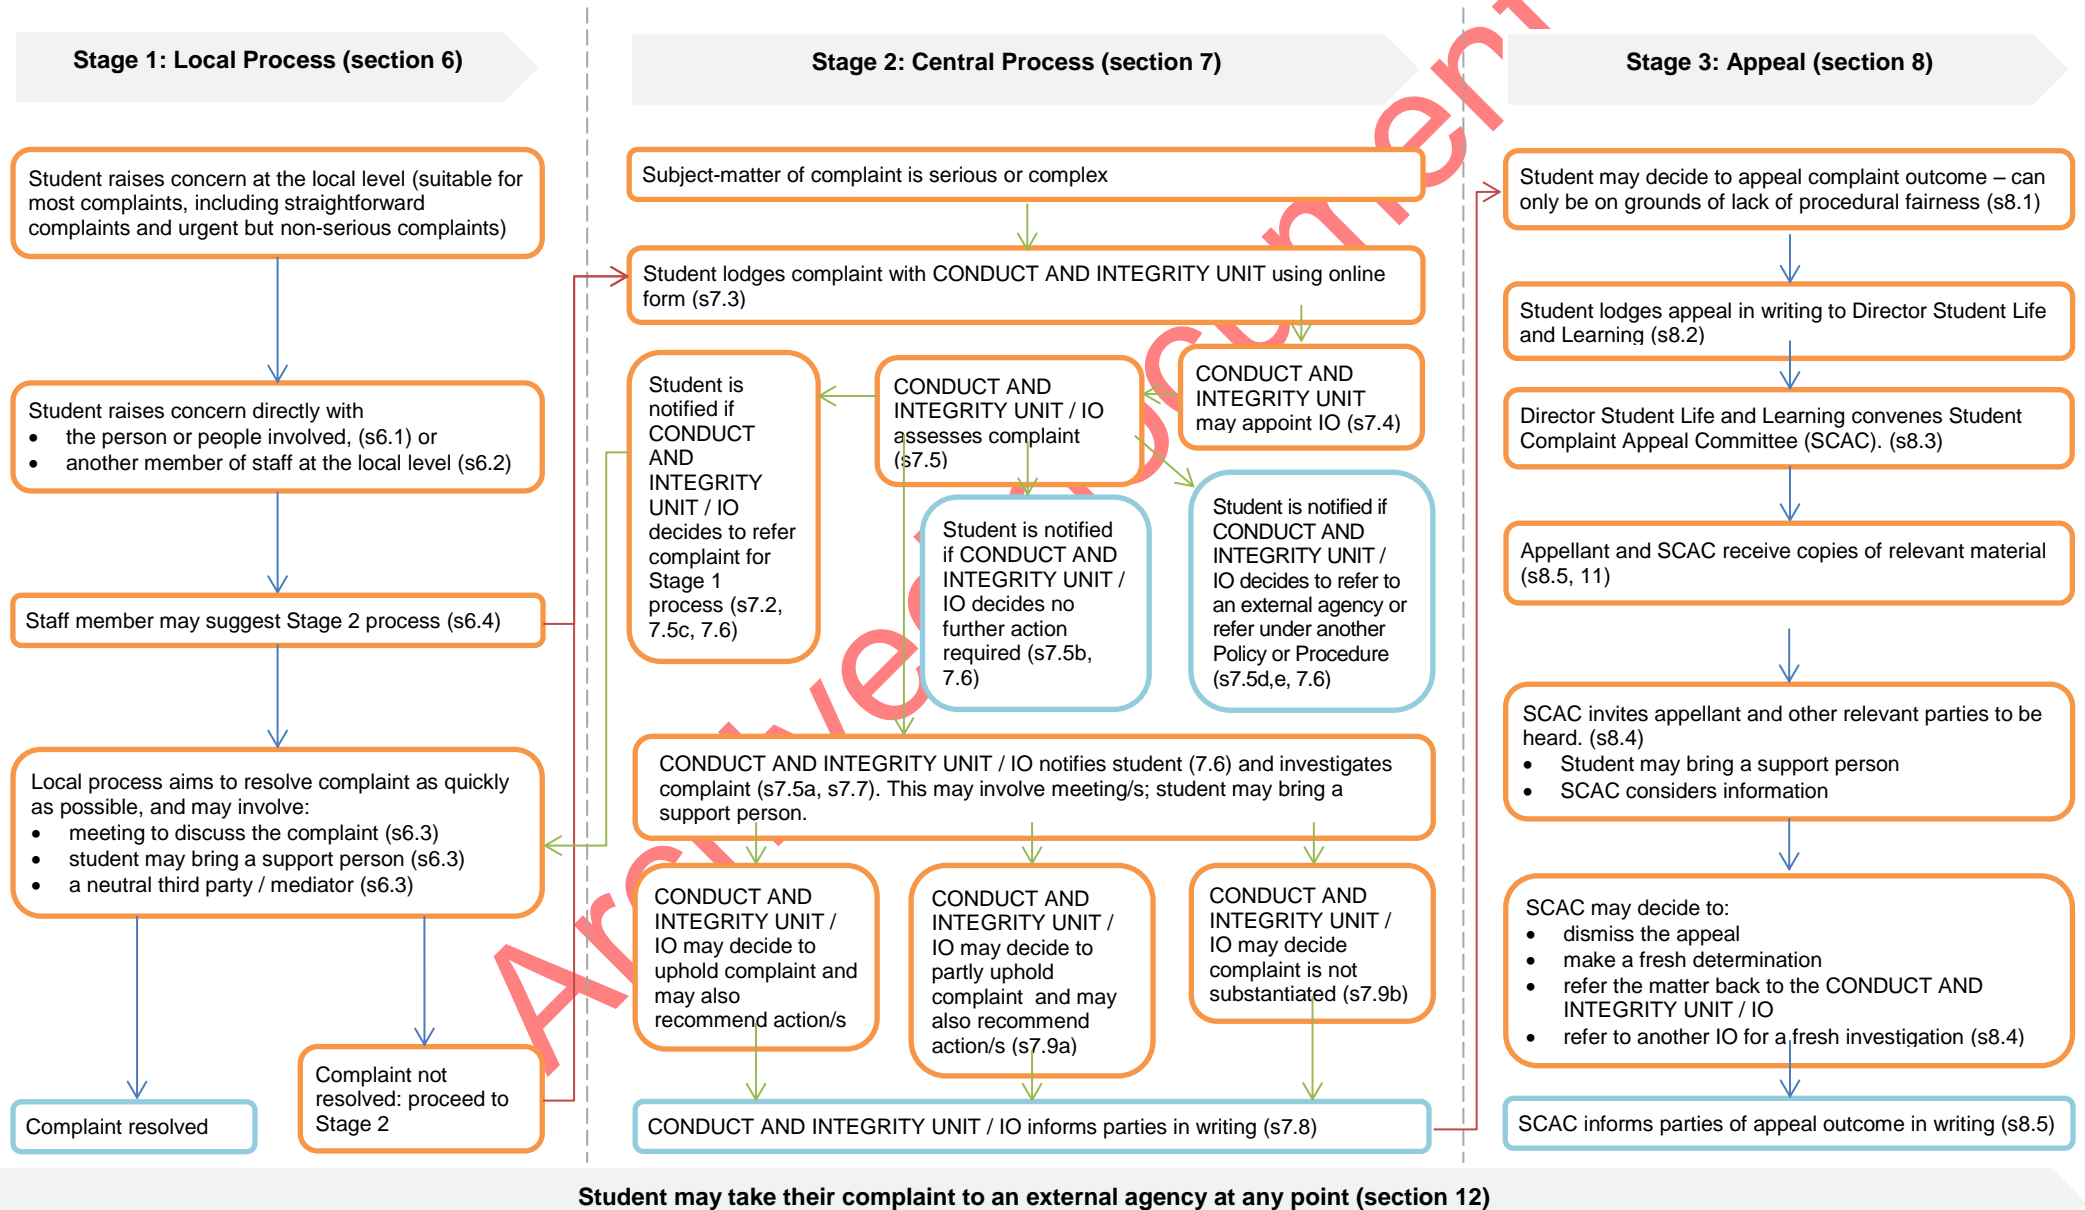 Stage 1: Local Process (section 6)
Student raises concern at the local level (suitable for
most complaints, including straightforward
complaints and urgent but non-serious complaints)
Student raises concern directly with
• the person or people involved, (s6.1) or
• another member of staff at the local level (s6.2)
Staff member may suggest Stage 2 process (s6.4)
Local process aims to resolve complaint as quickly
as possible, and may involve:
• meeting to discuss the complaint (s6.3)
• student may bring a support person (s6.3)
• a neutral third party / mediator (s6.3)
Complaint resolved
Complaint not
resolved: proceed to
Stage 2
Stage 2: Central Process (section 7)
Subject-matter of complaint is serious or complex
Student lodges complaint with CONDUCT AND INTEGRITY UNIT using online
form (s7.3)
CONDUCT AND
INTEGRITY UNIT
may appoint IO (s7.4)
CONDUCT AND
INTEGRITY UNIT / IO
assesses complaint
(s7.5)
Student is
notified if
CONDUCT
AND
INTEGRITY
UNIT / IO
decides to refer
complaint for
Stage 1
process (s7.2,
7.5c, 7.6)
Student is notified
if CONDUCT AND
INTEGRITY UNIT /
IO decides no
further action
required (s7.5b,
7.6)
Student is notified if
CONDUCT AND
INTEGRITY UNIT /
IO decides to refer to
an external agency or
refer under another
Policy or Procedure
(s7.5d,e, 7.6)
CONDUCT AND INTEGRITY UNIT / IO notifies student (7.6) and investigates
complaint (s7.5a, s7.7). This may involve meeting/s; student may bring a
support person.
CONDUCT AND
INTEGRITY UNIT /
IO may decide to
uphold complaint and
may also
recommend action/s
CONDUCT AND
INTEGRITY UNIT /
IO may decide to
partly uphold
complaint  and may
also recommend
action/s (s7.9a)
CONDUCT AND
INTEGRITY UNIT /
IO may decide
complaint is not
substantiated (s7.9b)
CONDUCT AND INTEGRITY UNIT / IO informs parties in writing (s7.8)
Stage 3: Appeal (section 8)
Student may decide to appeal complaint outcome – can
only be on grounds of lack of procedural fairness (s8.1)
Student lodges appeal in writing to Director Student Life
and Learning (s8.2)
Director Student Life and Learning convenes Student
Complaint Appeal Committee (SCAC). (s8.3)
Appellant and SCAC receive copies of relevant material
(s8.5, 11)
SCAC invites appellant and other relevant parties to be
heard. (s8.4)
• Student may bring a support person
• SCAC considers information
SCAC may decide to:
• dismiss the appeal
• make a fresh determination
• refer the matter back to the CONDUCT AND
INTEGRITY UNIT / IO
• refer to another IO for a fresh investigation (s8.4)
SCAC informs parties of appeal outcome in writing (s8.5)
Student may take their complaint to an external agency at any point (section 12)